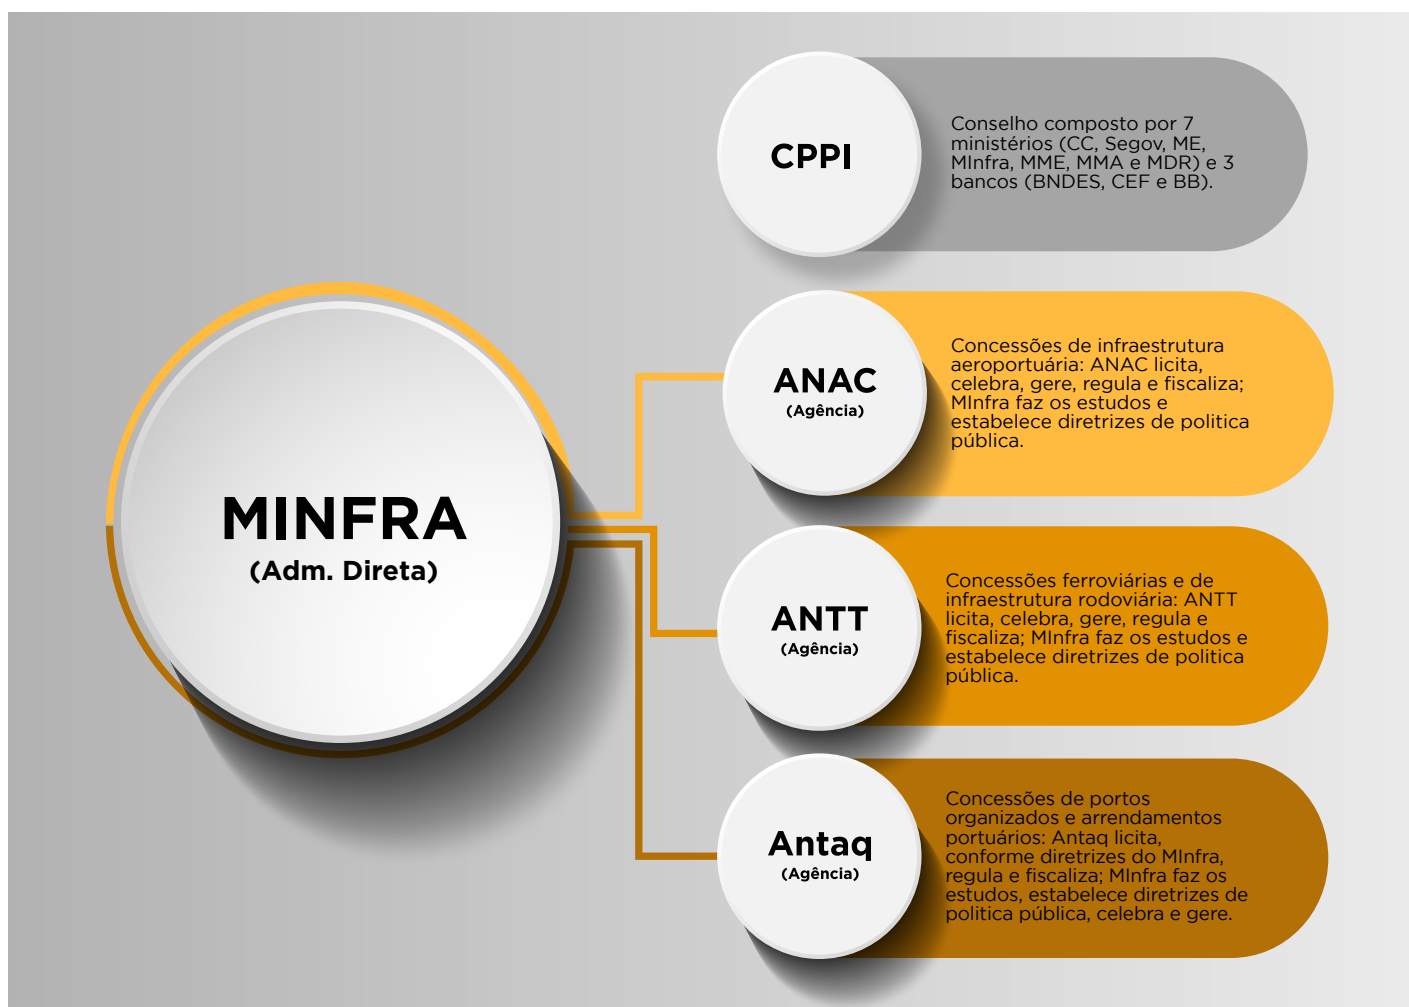 CPPI
Conselho composto por 7
ministérios (CC, Segov, ME,
MInfra, MME, MMA e MDR) e 3
bancos (BNDES, CEF e BB).
ANAC
(Agência)
Concessões de infraestrutura
aeroportuária: ANAC licita,
celebra, gere, regula e fiscaliza;
MInfra faz os estudos e
estabelece diretrizes de politica
pública.
MINFRA
(Adm. Direta)
ANTT
(Agência)
Concessões ferroviárias e de
infraestrutura rodoviária: ANTT
licita, celebra, gere, regula e
fiscaliza; MInfra faz os estudos e
estabelece diretrizes de politica
pública.
Antaq
(Agência)
Concessões de portos
organizados e arrendamentos
portuários: Antaq licita,
conforme diretrizes do MInfra,
regula e fiscaliza; MInfra faz os
estudos, estabelece diretrizes de
politica pública, celebra e gere.